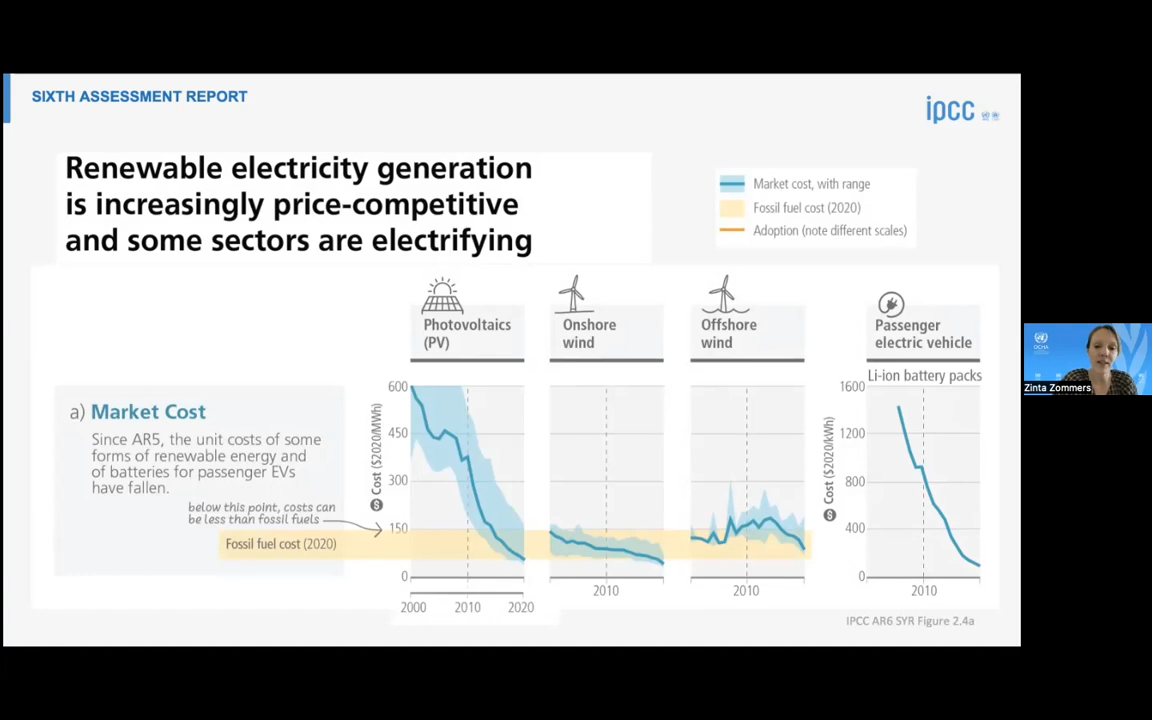 SIXTH ASSESSMENT REPORT
ipcc
Renewable electricity generation
is increasingly price-competitive
and some sectors are electrifying
Market cost, with range
Fossil fuel cost (2020)
Adoption (note different scales)
Photovoltaics
(PV)
Onshore
wind
Offshore
wind
Passenger
electric vehicle
Li-ion battery packs
a) Market Cost
Since AR5, the unit costs of some
forms of renewable energy and
of batteries for passenger EVs
have fallen.
below this point, costs can
be less than fossil fuels
Fossil fuel cost (2020)
$ Cost ($2020/MWh)
600
450
300
150
0
2000
2010
2020
2010
2010
$ Cost ($2020/kWh)
1600
1200
800
400
0
2010
IPCC AR6 SYR Figure 2.4a
OCHA
Zinta Zommers